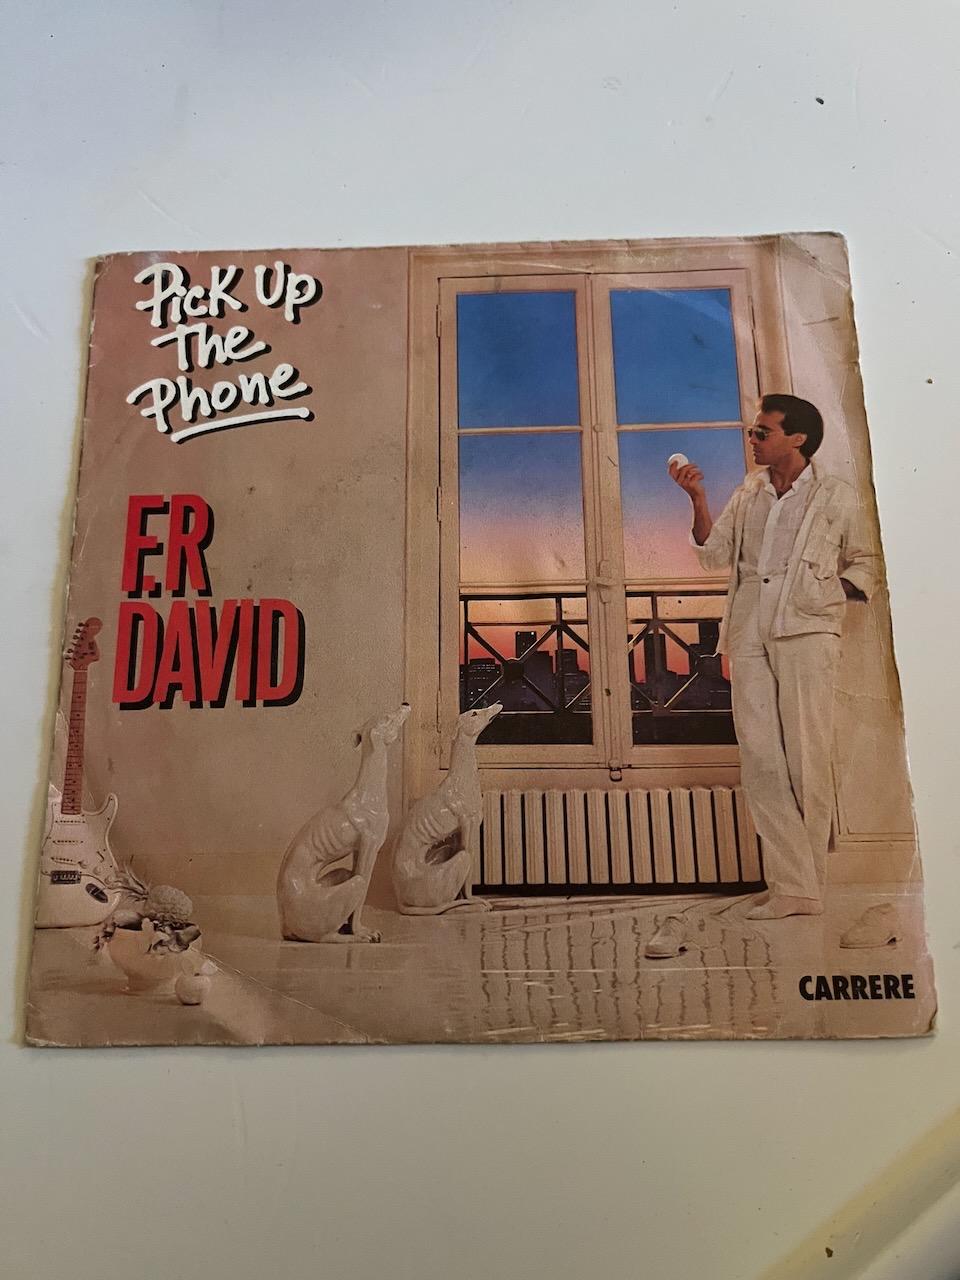 Pick Up
The
Phone
F.R
DAVID
CARRERE